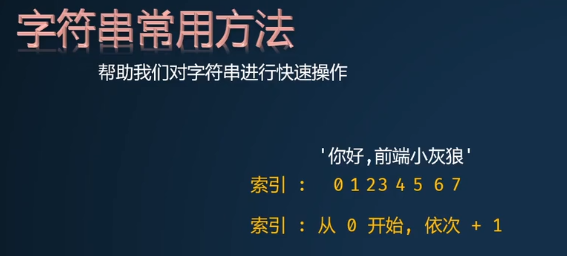 字符串常用方法
帮助我们对字符串进行快速操作
'你好,前端小灰狼'
索引 : 0 1 2 3 4 5 6 7
索引 : 从 0 开始, 依次 + 1